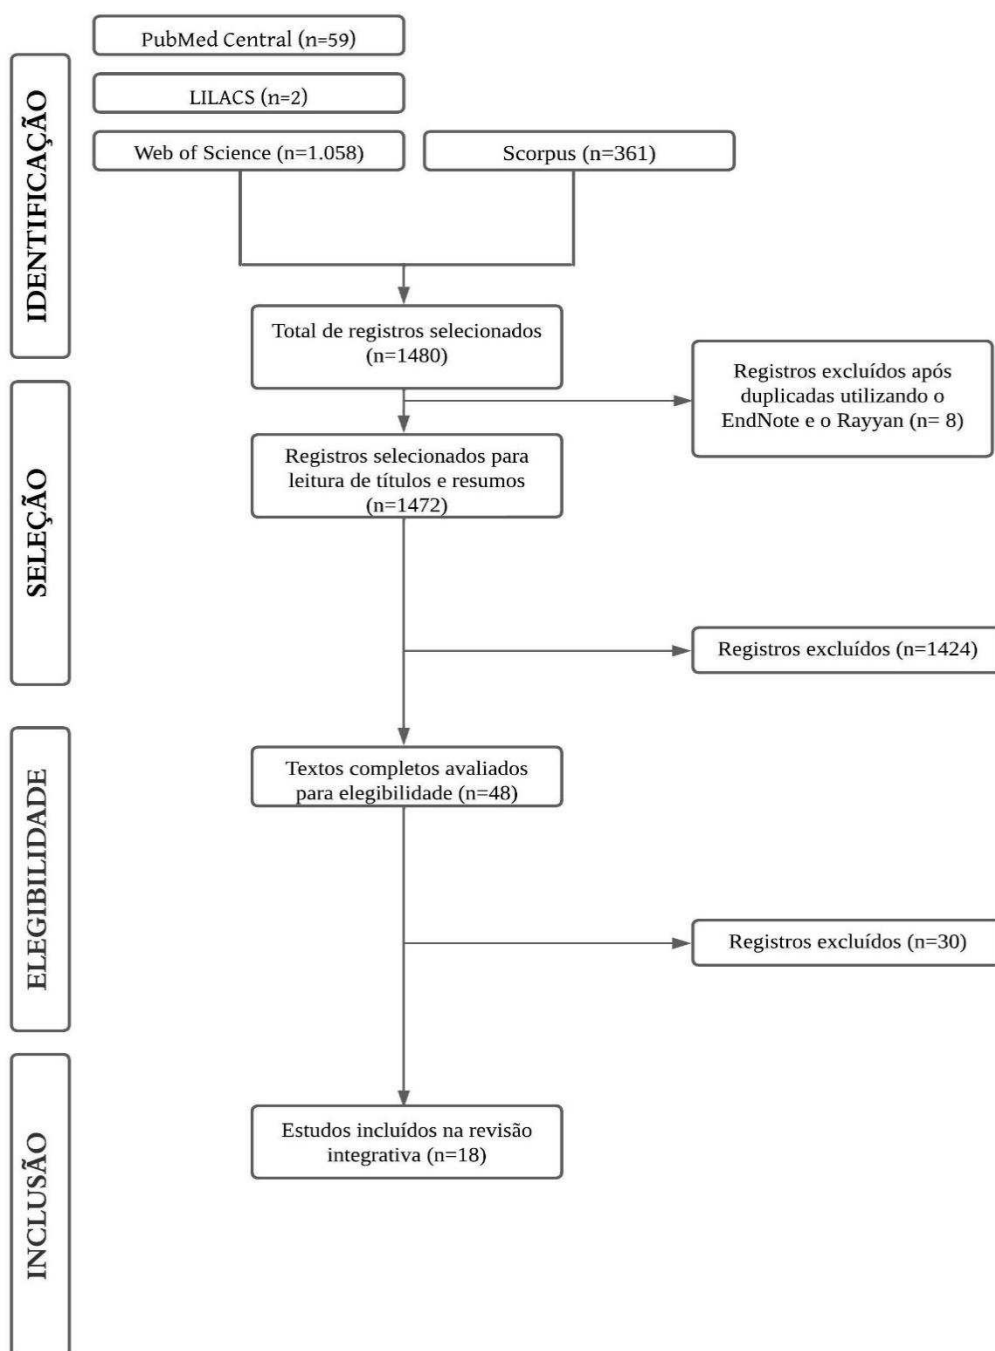 IDENTIFICAÇÃO
PubMed Central (n=59)
LILACS (n=2)
Web of Science (n=1.058)
Scorpus (n=361)
Total de registros selecionados
(n=1480)
Registros excluídos após
duplicadas utilizando o
EndNote e o Rayyan (n= 8)
SELEÇÃO
Registros selecionados para
leitura de títulos e resumos
(n=1472)
Registros excluídos (n=1424)
ELEGIBILIDADE
Textos completos avaliados
para elegibilidade (n=48)
Registros excluídos (n=30)
INCLUSÃO
Estudos incluídos na revisão
integrativa (n=18)